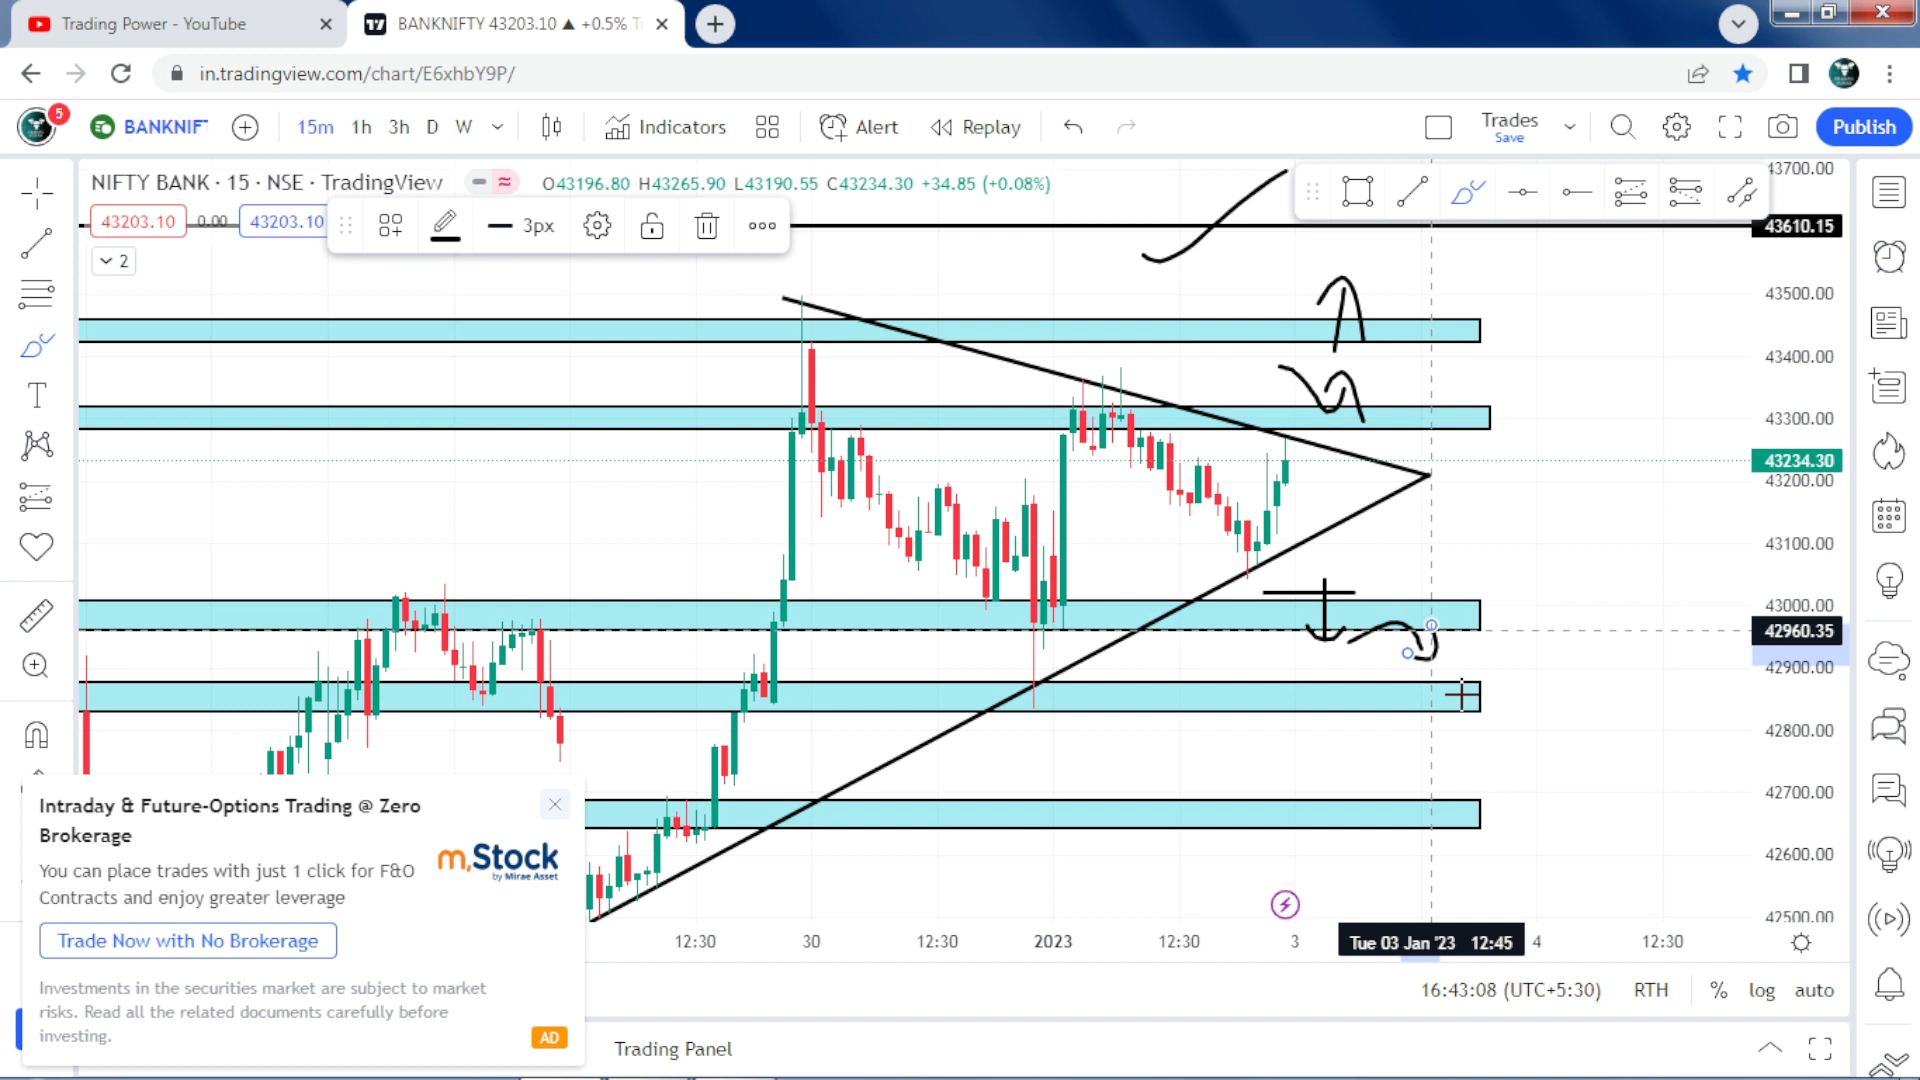 Trading Power - YouTube
BANKNIFTY 43203.10 ▲ +0.5%
in.tradingview.com/chart/E6xhbY9P/
5
BANKNIF
15m 1h 3h D W
Indicators
Alert
Replay
Trades
Save
Publish
NIFTY BANK · 15 · NSE · TradingView
O43196.80 H43265.90 L43190.55 C43234.30 +34.85 (+0.08%)
43203.10 0.00 43203.10
3px
2
43700.00
43610.15
43500.00
43400.00
43300.00
43234.30
43200.00
43100.00
43000.00
42960.35
42900.00
42800.00
42700.00
42600.00
42500.00
12:30 30 12:30 2023 12:30 3 Tue 03 Jan '23 12:45 4 12:30
Intraday & Future-Options Trading @ Zero
Brokerage
You can place trades with just 1 click for F&O
Contracts and enjoy greater leverage
m.Stock
by Mirae Asset
Trade Now with No Brokerage
Investments in the securities market are subject to market
risks. Read all the related documents carefully before
investing.
AD
16:43:08 (UTC+5:30) RTH % log auto
Trading Panel